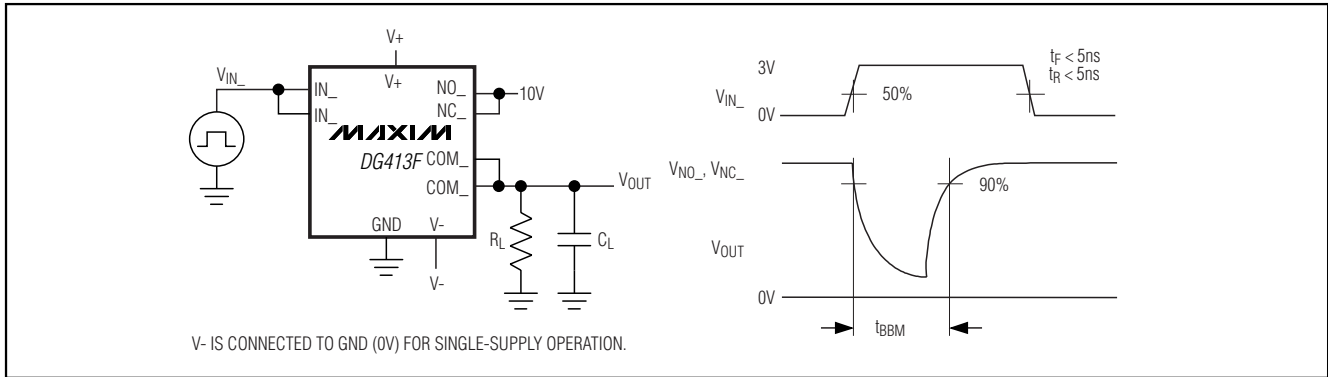 V+
V+
V_IN_
IN_
IN_
NO_
NC_
10V
MAXIM
DG413F
COM_
COM_
V_OUT
GND
V-
R_L
C_L
V-
V- IS CONNECTED TO GND (0V) FOR SINGLE-SUPPLY OPERATION.
t_F < 5ns
t_R < 5ns
3V
V_IN_
50%
0V
V_NO_, V_NC_
90%
V_OUT
0V
t_BBM